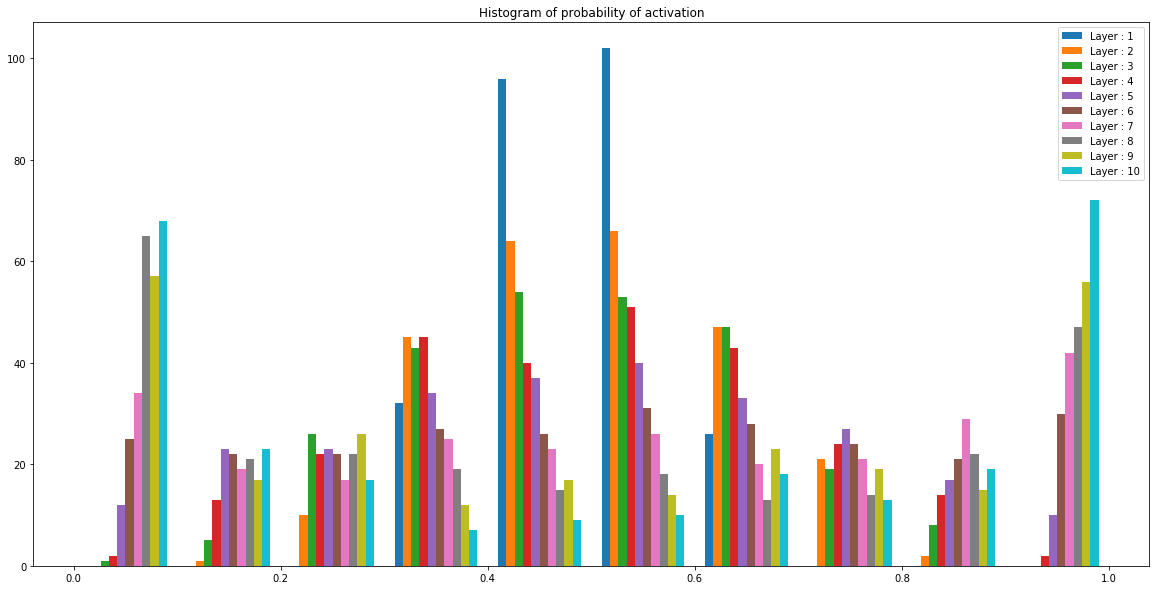 Histogram of probability of activation
Layer : 1
Layer : 2
Layer : 3
Layer : 4
Layer : 5
Layer : 6
Layer : 7
Layer : 8
Layer : 9
Layer : 10
100
80
60
40
20
0
0.0 0.2 0.4 0.6 0.8 1.0